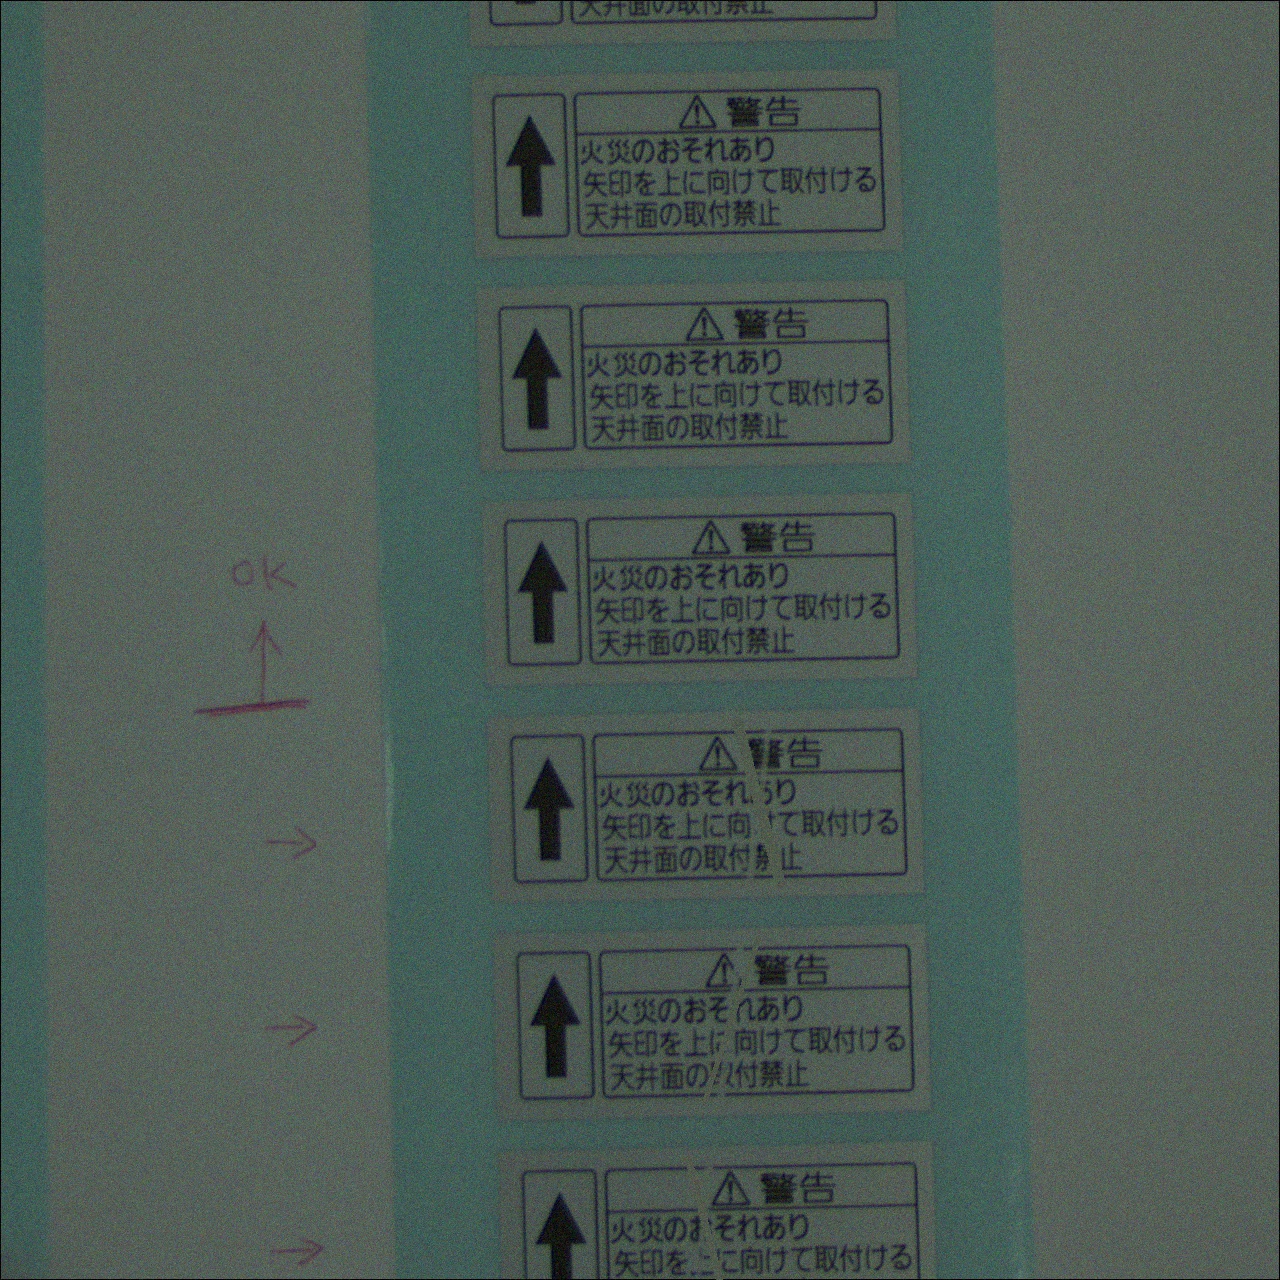 天井面の取付禁止
警告
火災のおそれあり
矢印を上に向けて取付ける
天井面の取付禁止
警告
火災のおそれあり
矢印を上に向けて取付ける
天井面の取付禁止
OK
警告
火災のおそれあり
矢印を上に向けて取付ける
天井面の取付禁止
警告
火災のおそれ り
矢印を上に向 て取付ける
天井面の取付 止
警告
火災のおそ あり
矢印を上に向けて取付ける
天井面の 付禁止
警告
火災のおそれあり
矢印を に向けて取付ける